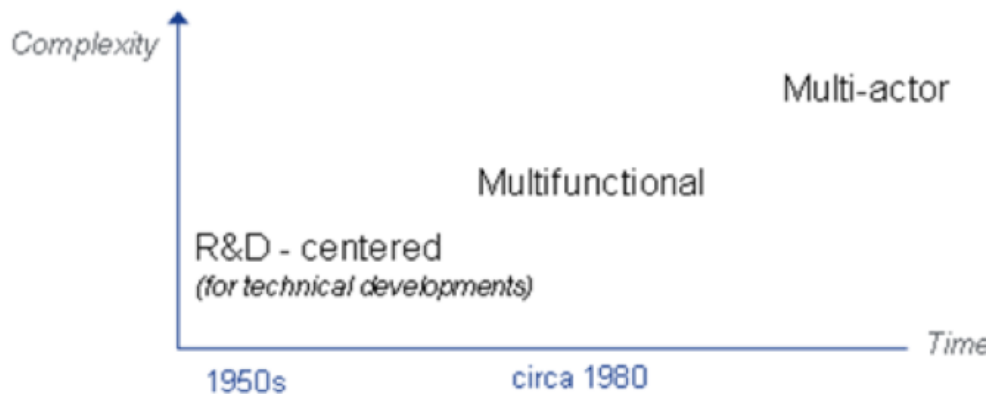 Complexity
Multi-actor
Multifunctional
R&D - centered
(for technical developments)
Time
1950s
circa 1980